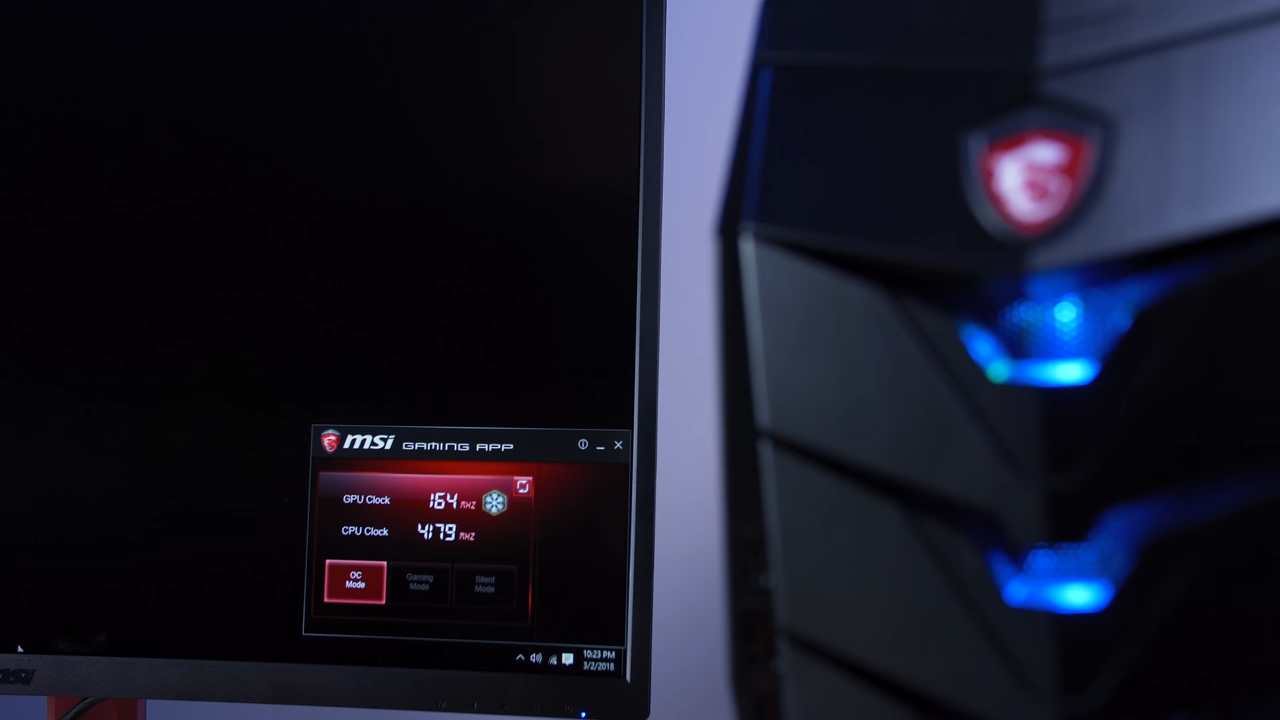 msi GAMING APP
GPU Clock 164 MHZ
CPU Clock 4179 MHZ
OC Mode
Gaming Mode
Silent Mode
10:23 PM
3/2/2018
msi